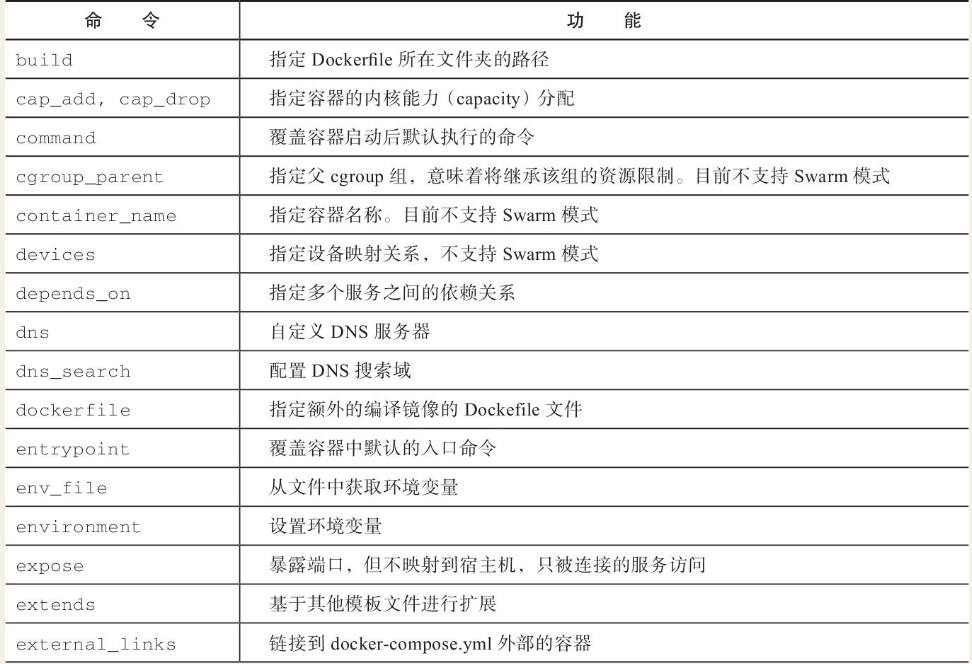 命 令 功 能
build 指定 Dockerfile 所在文件夹的路径
cap_add, cap_drop 指定容器的内核能力（capacity）分配
command 覆盖容器启动后默认执行的命令
cgroup_parent 指定父 cgroup 组，意味着将继承该组的资源限制。目前不支持 Swarm 模式
container_name 指定容器名称。目前不支持 Swarm 模式
devices 指定设备映射关系，不支持 Swarm 模式
depends_on 指定多个服务之间的依赖关系
dns 自定义 DNS 服务器
dns_search 配置 DNS 搜索域
dockerfile 指定额外的编译镜像的 Dockefile 文件
entrypoint 覆盖容器中默认的入口命令
env_file 从文件中获取环境变量
environment 设置环境变量
expose 暴露端口，但不映射到宿主机，只被连接的服务访问
extends 基于其他模板文件进行扩展
external_links 链接到 docker-compose.yml 外部的容器